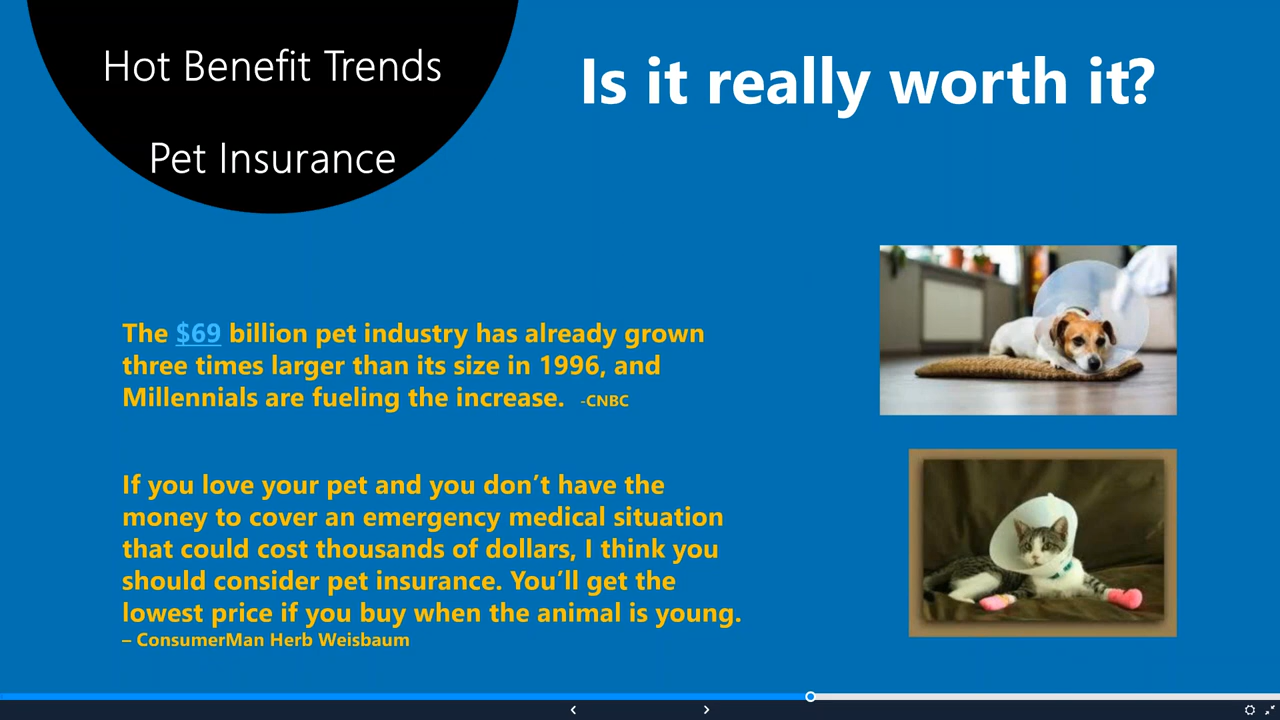 Hot Benefit Trends
Pet Insurance
Is it really worth it?
The $69 billion pet industry has already grown
three times larger than its size in 1996, and
Millennials are fueling the increase. -CNBC
If you love your pet and you don’t have the
money to cover an emergency medical situation
that could cost thousands of dollars, I think you
should consider pet insurance. You’ll get the
lowest price if you buy when the animal is young.
– ConsumerMan Herb Weisbaum